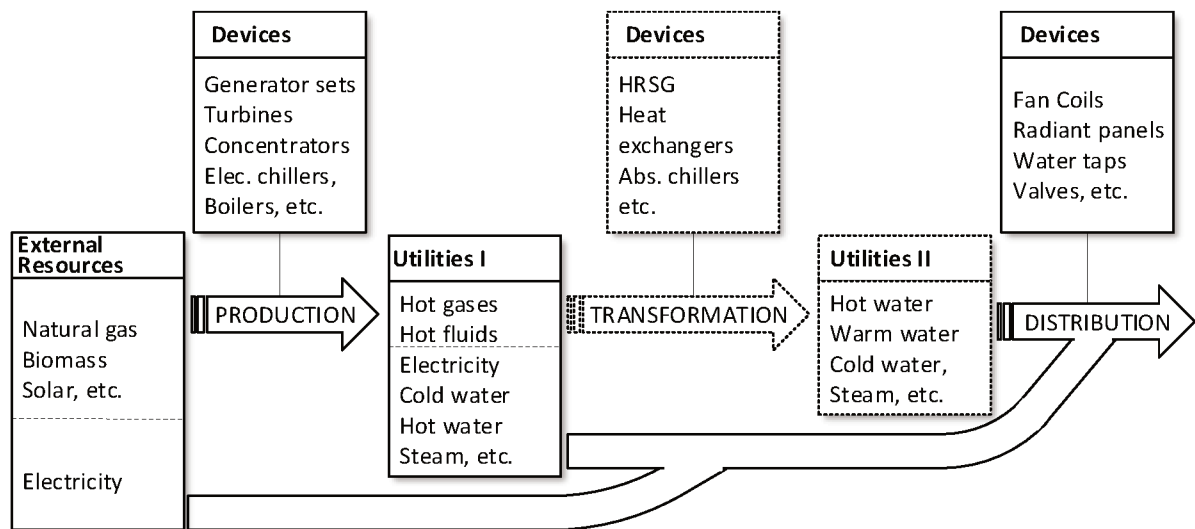 Devices
Generator sets
Turbines
Concentrators
Elec. chillers,
Boilers, etc.
Devices
HRSG
Heat
exchangers
Abs. chillers
etc.
Devices
Fan Coils
Radiant panels
Water taps
Valves, etc.
External
Resources
Natural gas
Biomass
Solar, etc.
Electricity
PRODUCTION
Utilities I
Hot gases
Hot fluids
Electricity
Cold water
Hot water
Steam, etc.
TRANSFORMATION
Utilities II
Hot water
Warm water
Cold water,
Steam, etc.
DISTRIBUTION